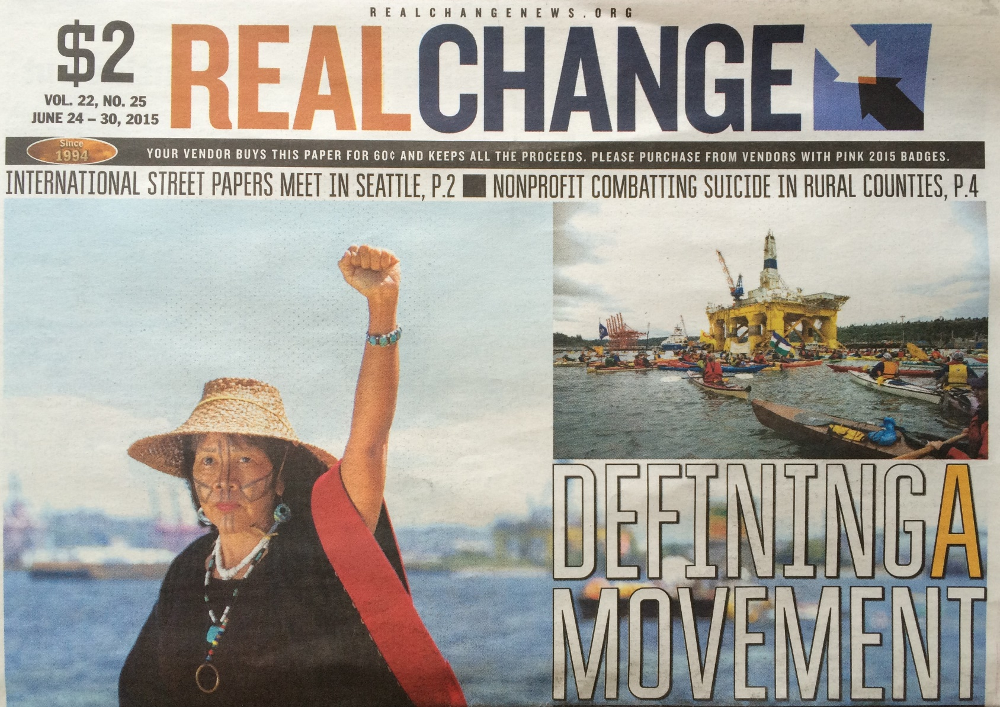 REALCHANGENEWS.ORG
$2
VOL. 22, NO. 25
JUNE 24 – 30, 2015
REALCHANGE
Since
1994
YOUR VENDOR BUYS THIS PAPER FOR 60¢ AND KEEPS ALL THE PROCEEDS. PLEASE PURCHASE FROM VENDORS WITH PINK 2015 BADGES.
INTERNATIONAL STREET PAPERS MEET IN SEATTLE, P.2 ■ NONPROFIT COMBATTING SUICIDE IN RURAL COUNTIES, P.4
DEFINING A
MOVEMENT